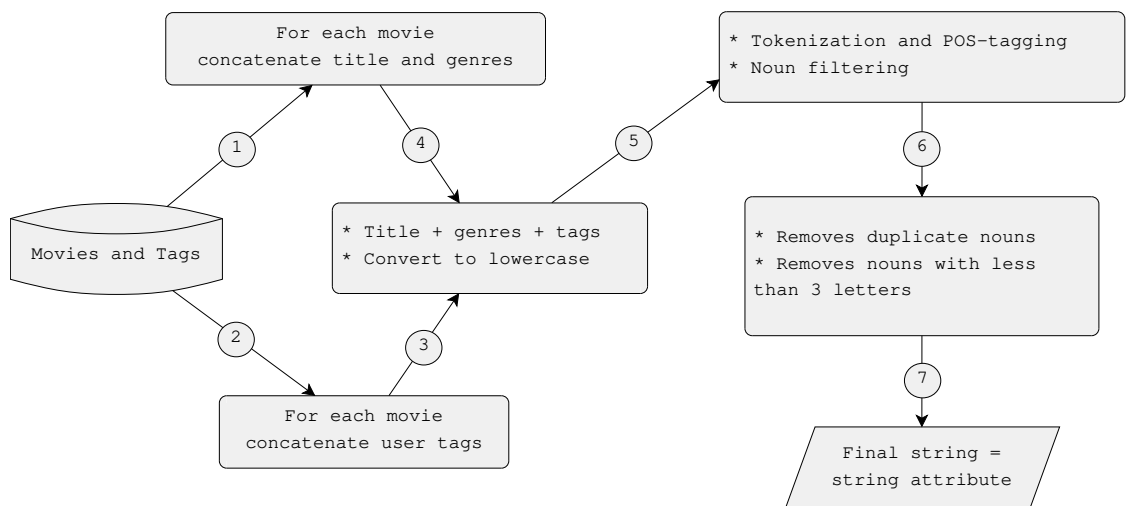 For each movie
concatenate title and genres
1
4
Movies and Tags
* Title + genres + tags
* Convert to lowercase
2
3
For each movie
concatenate user tags
5
* Tokenization and POS-tagging
* Noun filtering
6
* Removes duplicate nouns
* Removes nouns with less
than 3 letters
7
Final string =
string attribute